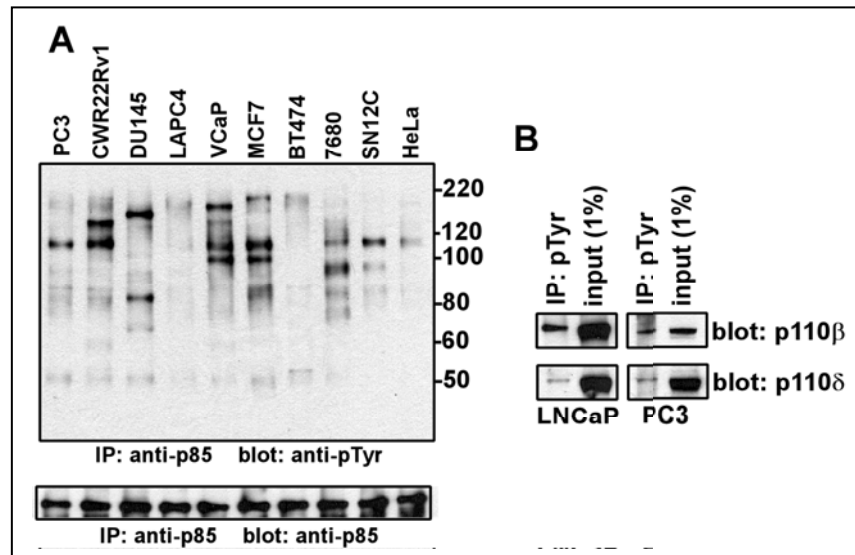 A
PC3
CWR22Rv1
DU145
LAPC4
VCaP
MCF7
BT474
7680
SN12C
HeLa
-220
-120
-100
-80
-60
-50
IP: anti-p85 blot: anti-pTyr
IP: anti-p85 blot: anti-p85
B
IP: pTyr
input (1%)
IP: pTyr
input (1%)
blot: p110β
blot: p110δ
LNCaP PC3